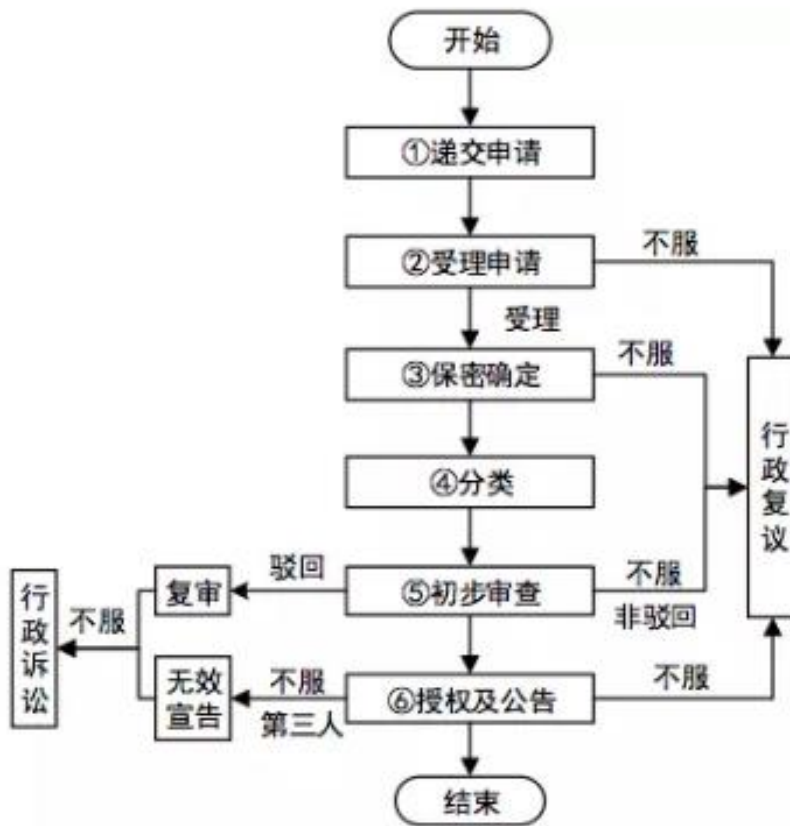 开始
①递交申请
②受理申请
不服
受理
③保密确定
不服
④分类
行政复议
⑤初步审查
驳回
复审
不服
非驳回
行政诉讼
不服
无效
宣告
不服
第三人
⑥授权及公告
不服
结束